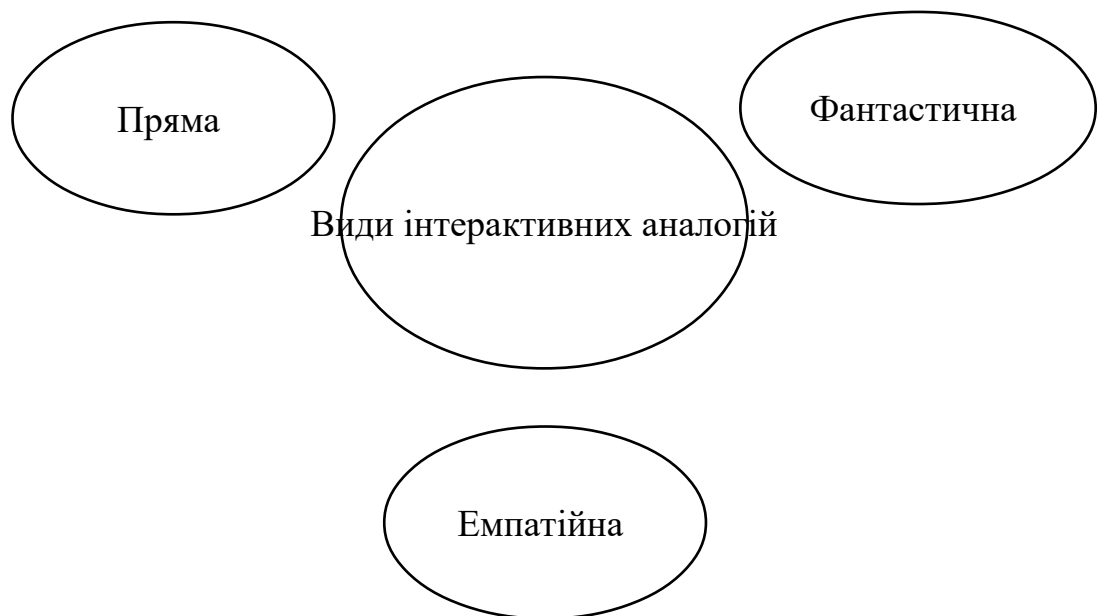 Пряма
Фантастична
Види інтерактивних аналогій
Емпатійна